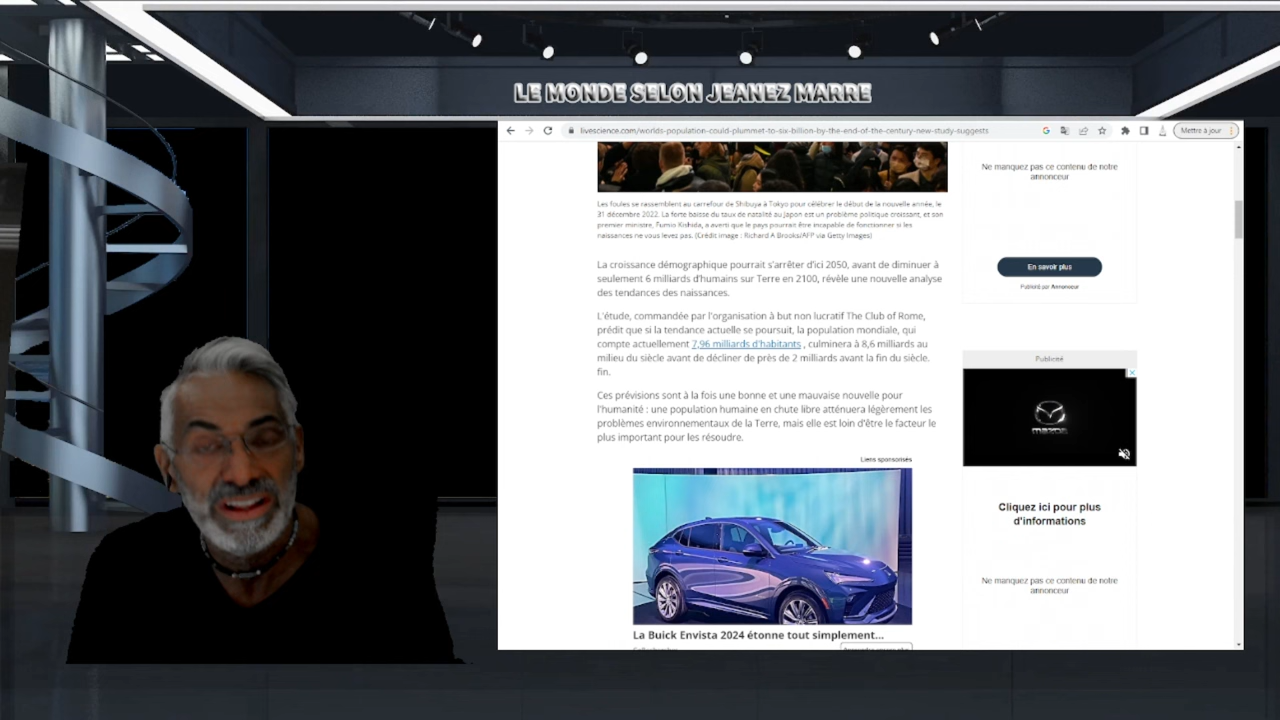 LE MONDE SELON JEANEZ MARRE
livescience.com/worlds-population-could-plummet-to-six-billion-by-the-end-of-the-century-new-study-suggests
Mettre à jour
Les foules se rassemblent au carrefour de Shibuya à Tokyo pour célébrer le début de la nouvelle année, le
31 décembre 2022. La forte baisse du taux de natalité au Japon est un problème politique croissant, et son
premier ministre, Fumio Kishida, a averti que le pays pourrait être incapable de fonctionner si les
naissances ne vous levez pas. (Crédit image : Richard A Brooks/AFP via Getty Images)
La croissance démographique pourrait s'arrêter d'ici 2050, avant de diminuer à
seulement 6 milliards d'humains sur Terre en 2100, révèle une nouvelle analyse
des tendances des naissances.
L'étude, commandée par l'organisation à but non lucratif The Club of Rome,
prédit que si la tendance actuelle se poursuit, la population mondiale, qui
compte actuellement 7,96 milliards d'habitants , culminera à 8,6 milliards au
milieu du siècle avant de décliner de près de 2 milliards avant la fin du siècle.
fin.
Ces prévisions sont à la fois une bonne et une mauvaise nouvelle pour
l'humanité : une population humaine en chute libre atténuera légèrement les
problèmes environnementaux de la Terre, mais elle est loin d'être le facteur le
plus important pour les résoudre.
Liens sponsorisés
La Buick Envista 2024 étonne tout simplement...
Ne manquez pas ce contenu de notre
annonceur
En savoir plus
Publicité par Annonceur
Publicité
mazda
Cliquez ici pour plus
d'informations
Ne manquez pas ce contenu de notre
annonceur